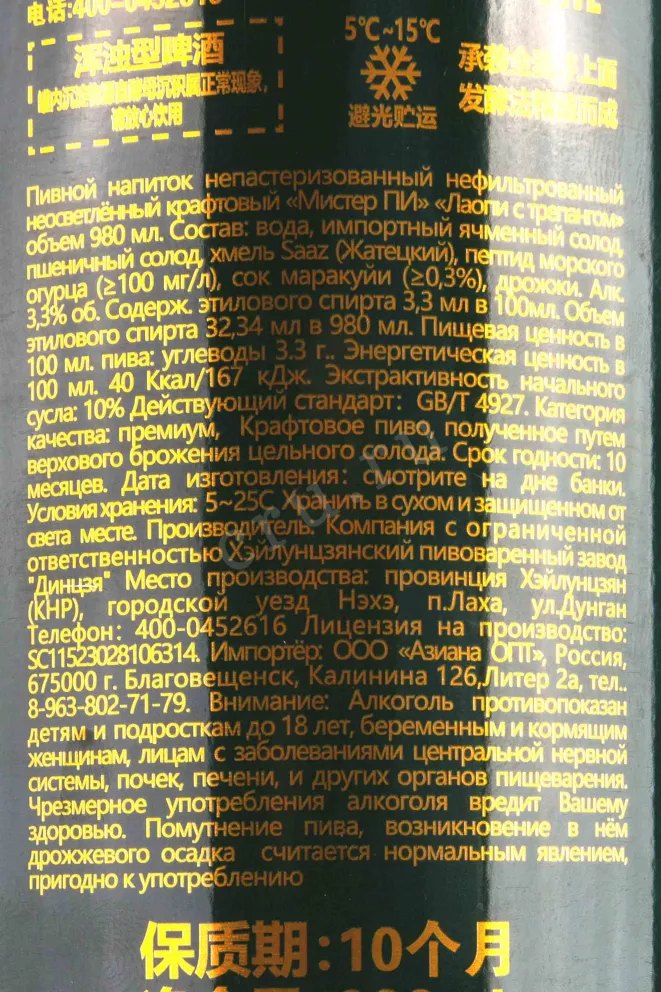 电话:400-0452616
浑浊型啤酒
5℃~15℃
避光贮运
发酵法
而成
Пивной напиток непастеризованный нефильтрованный
неосветлённый крафтовый «Мистер ПИ» «Лаопи с трепангом»
объем 980 мл. Состав: вода, импортный ячменный солод,
пшеничный солод, хмель Saaz (Жатецкий), пептид морского
огурца (≥100 мг/л), сок маракуйи (≥0,3%), дрожжи. Алк.
3,3% об. Содерж. этилового спирта 3,3 мл в 100мл. Объем
этилового спирта 32,34 мл в 980 мл. Пищевая ценность в
100 мл. пива: углеводы 3.3 г.. Энергетическая ценность в
100 мл. 40 Ккал/167 кДж. Экстрактивность начального
сусла: 10% Действующий стандарт: GB/T 4927. Категория
качества: премиум, Крафтовое пиво, полученное путем
верхового брожения цельного солода. Срок годности: 10
месяцев. Дата изготовления: смотрите на дне банки.
Условия хранения: 5~25С, Хранить в сухом и защищенном от
света месте. Производитель: Компания с ограниченной
ответственностью Хэйлунцзянский пивоваренный завод
"Динцзя" Место производства: провинция Хэйлунцзян
(КНР), городской уезд Нэхэ, п.Лаха, ул.Дунган
Телефон: 400-0452616 Лицензия на производство:
SC11523028106314. Импортёр: ООО «Азиана ОПТ», Россия,
675000 г. Благовещенск, Калинина 126,Литер 2а, тел..
8-963-802-71-79. Внимание: Алкоголь противопоказан
детям и подросткам до 18 лет, беременным и кормящим
женщинам, лицам с заболеваниями центральной нервной
системы, почек, печени, и других органов пищеварения.
Чрезмерное употребления алкоголя вредит Вашему
здоровью. Помутнение пива, возникновение в нём
дрожжевого осадка считается нормальным явлением,
пригодно к употреблению
保质期:10个月